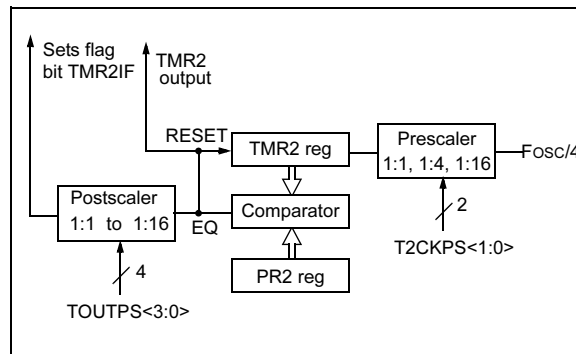 Sets flag
bit TMR2IF
TMR2
output
RESET
TMR2 reg
Prescaler
1:1, 1:4, 1:16
FOSC/4
2
T2CKPS<1:0>
Postscaler
1:1 to 1:16
EQ
Comparator
4
TOUTPS<3:0>
PR2 reg